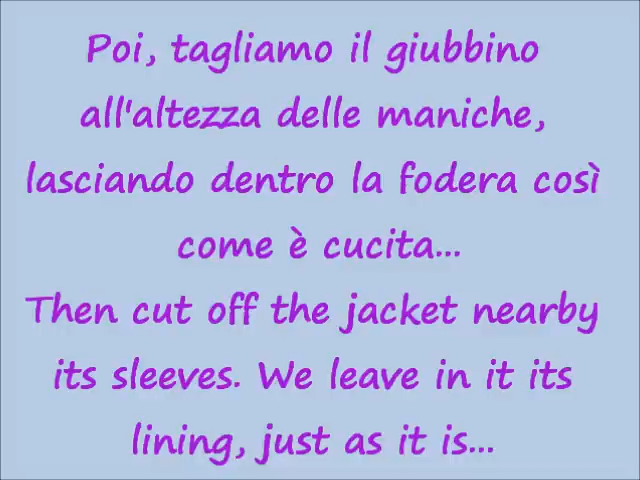 Poi, tagliamo il giubbino
all'altezza delle maniche,
lasciando dentro la fodera così
come è cucita...
Then cut off the jacket nearby
its sleeves. We leave in it its
lining, just as it is...